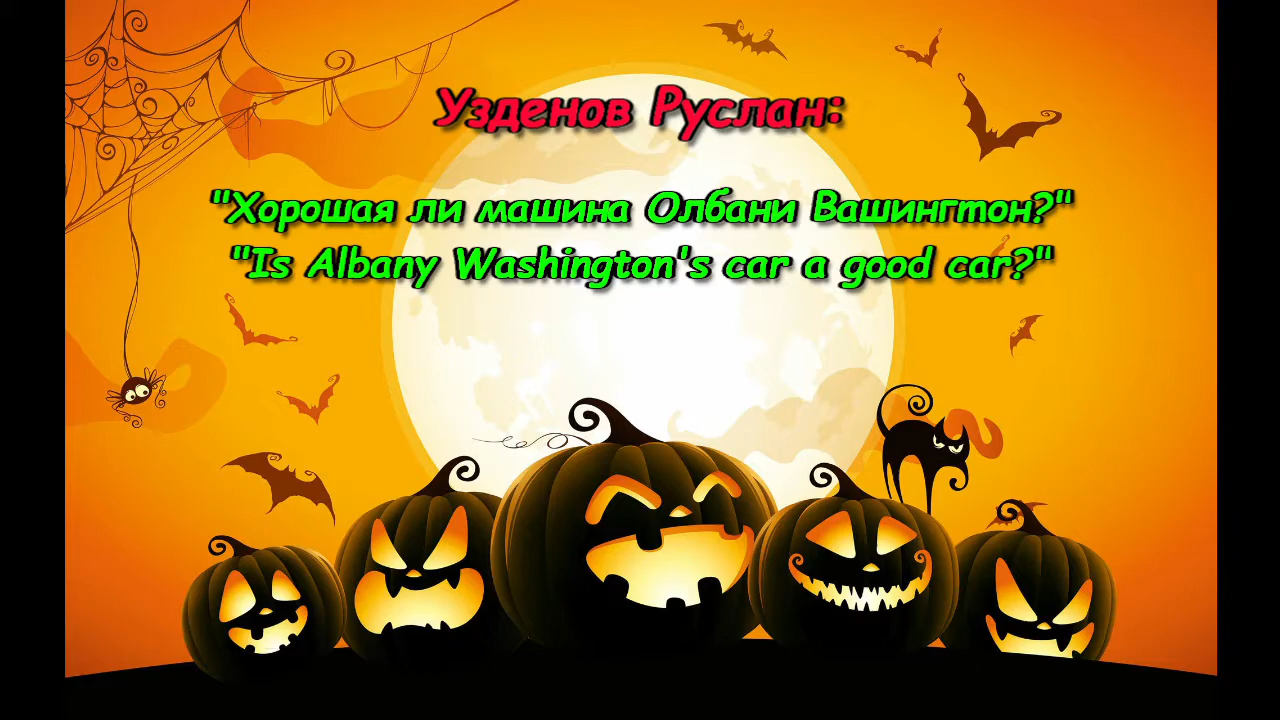 Узденов Руслан:
"Хорошая ли машина Олбани Вашингтон?"
"Is Albany Washington's car a good car?"